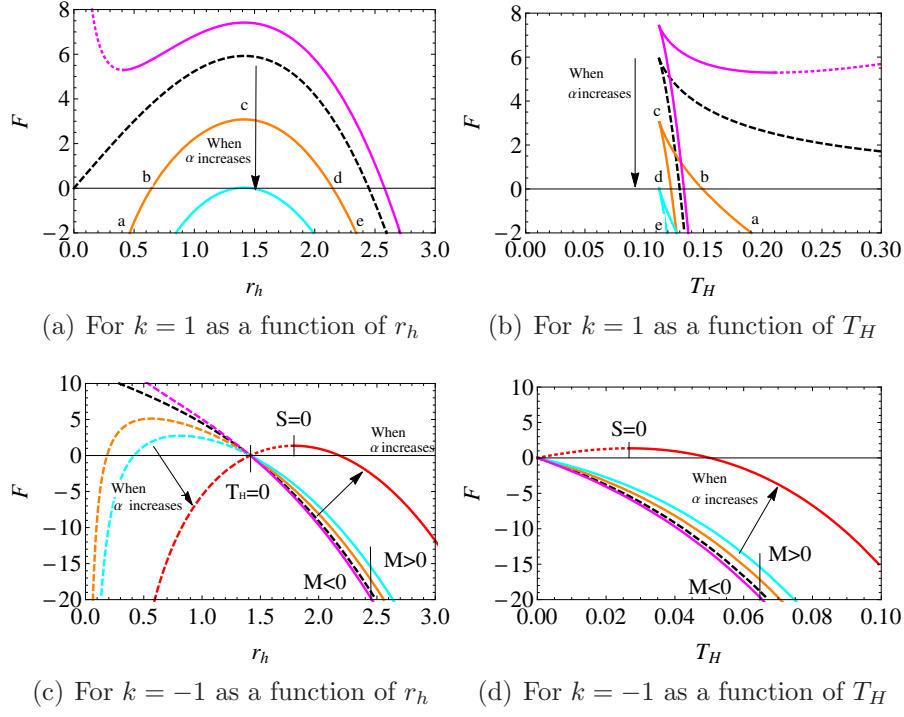 8
6
4
2
0
−2
F
0.0 0.5 1.0 1.5 2.0 2.5 3.0
r_h
a
b
c
d
e
When
α increases
(a) For k = 1 as a function of r_h
8
6
4
2
0
−2
F
0.00 0.05 0.10 0.15 0.20 0.25 0.30
T_H
When
α increases
c
d
e
b
a
(b) For k = 1 as a function of T_H
10
5
0
−5
−10
−15
−20
F
0.0 0.5 1.0 1.5 2.0 2.5 3.0
r_h
S=0
When
α increases
When
α increases
T_H=0
M>0
M<0
(c) For k = −1 as a function of r_h
10
5
0
−5
−10
−15
−20
F
0.00 0.02 0.04 0.06 0.08 0.10
T_H
S=0
When
α increases
M>0
M<0
(d) For k = −1 as a function of T_H